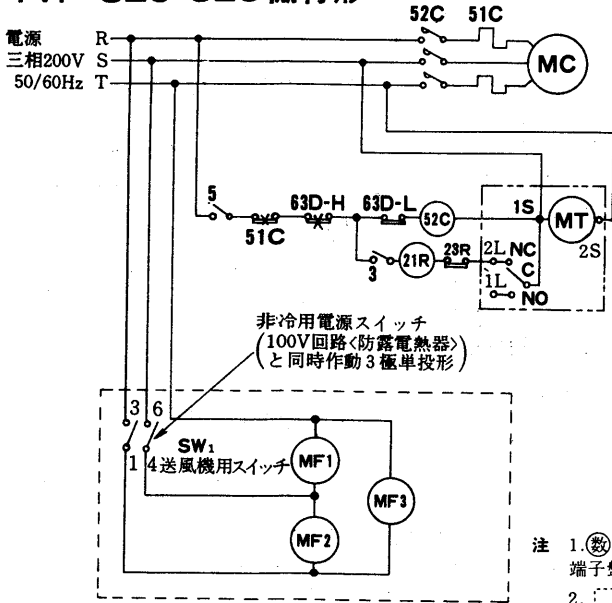 52C 51C
電源 R
三相200V S
50/60Hz T
MC
5
51C
63D-H
63D-L
52C
1S
MT
2S
3
21R
23R
2L NC
C
1L
NO
非冷用電源スイッチ
(100V回路<防露電熱器>
と同時作動3極単投形)
3 6
SW₁
1 4送風機用スイッチ
MF1
MF3
MF2
注 1.(数)
端子
2.